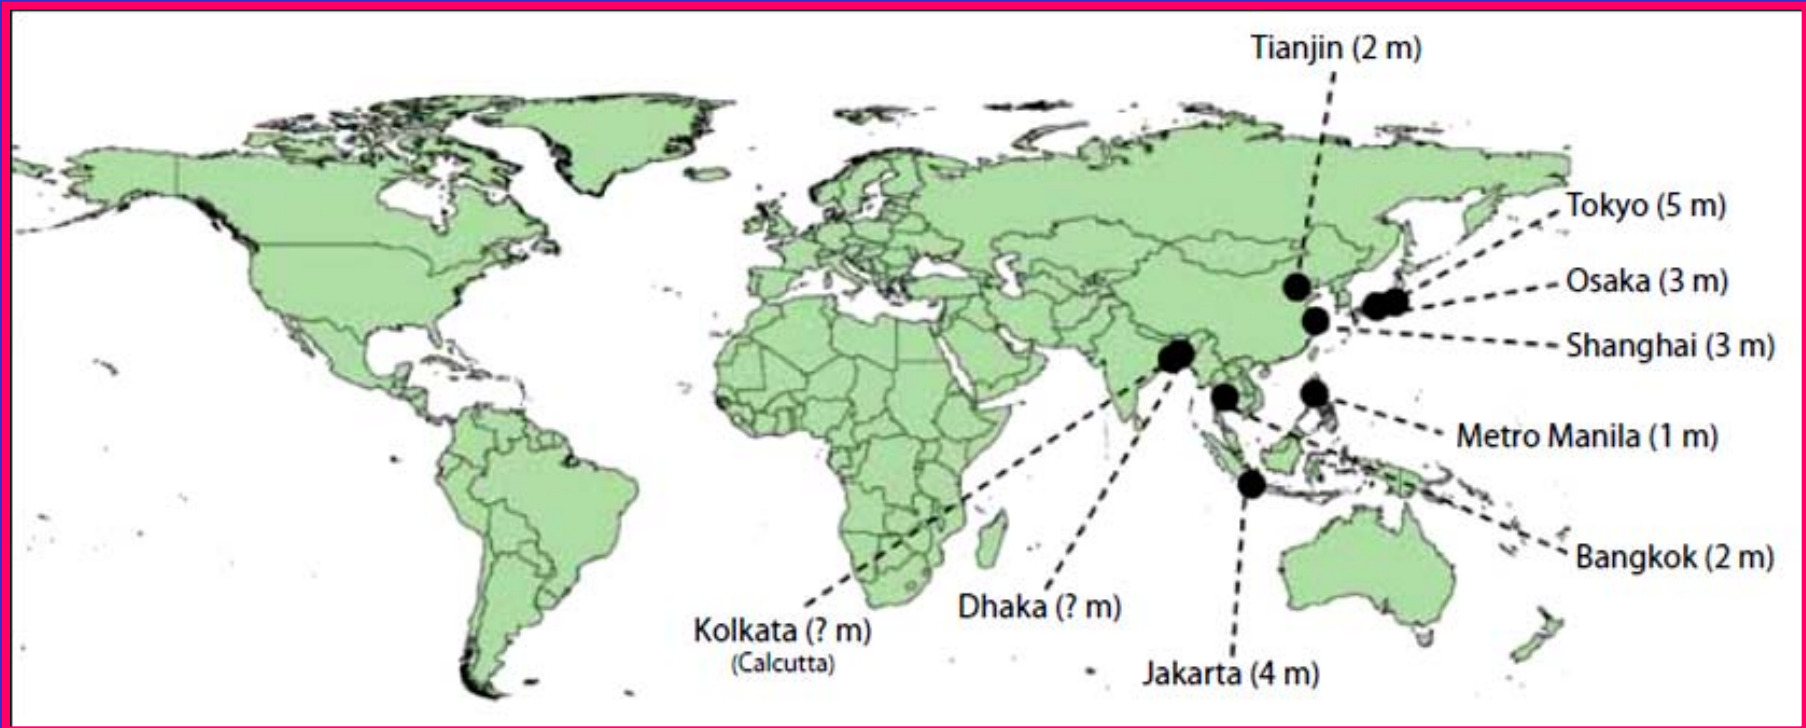 Tianjin (2 m)
Tokyo (5 m)
Osaka (3 m)
Shanghai (3 m)
Metro Manila (1 m)
Bangkok (2 m)
Dhaka (? m)
Kolkata (? m)
(Calcutta)
Jakarta (4 m)